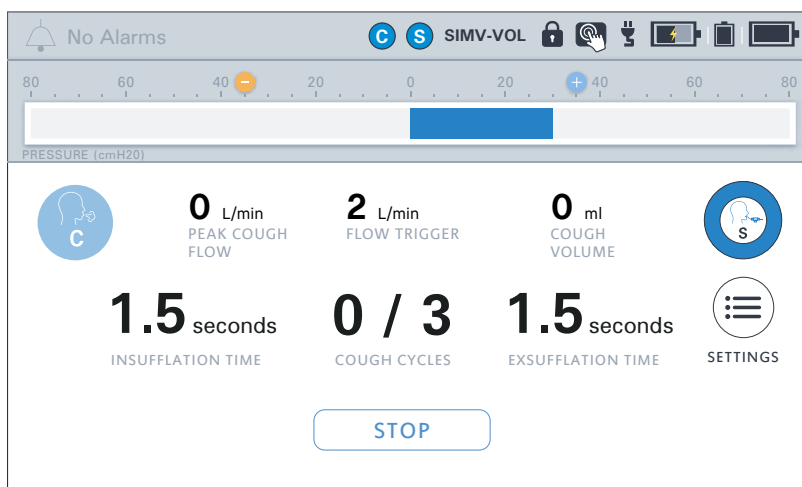 No Alarms C S SIMV-VOL
80 60 40 − 20 0 20 + 40 60 80
PRESSURE (cmH20)
C
0 L/min
PEAK COUGH
FLOW
2 L/min
FLOW TRIGGER
0 ml
COUGH
VOLUME
S
1.5 seconds
INSUFFLATION TIME
0 / 3
COUGH CYCLES
1.5 seconds
EXSUFFLATION TIME
SETTINGS
STOP